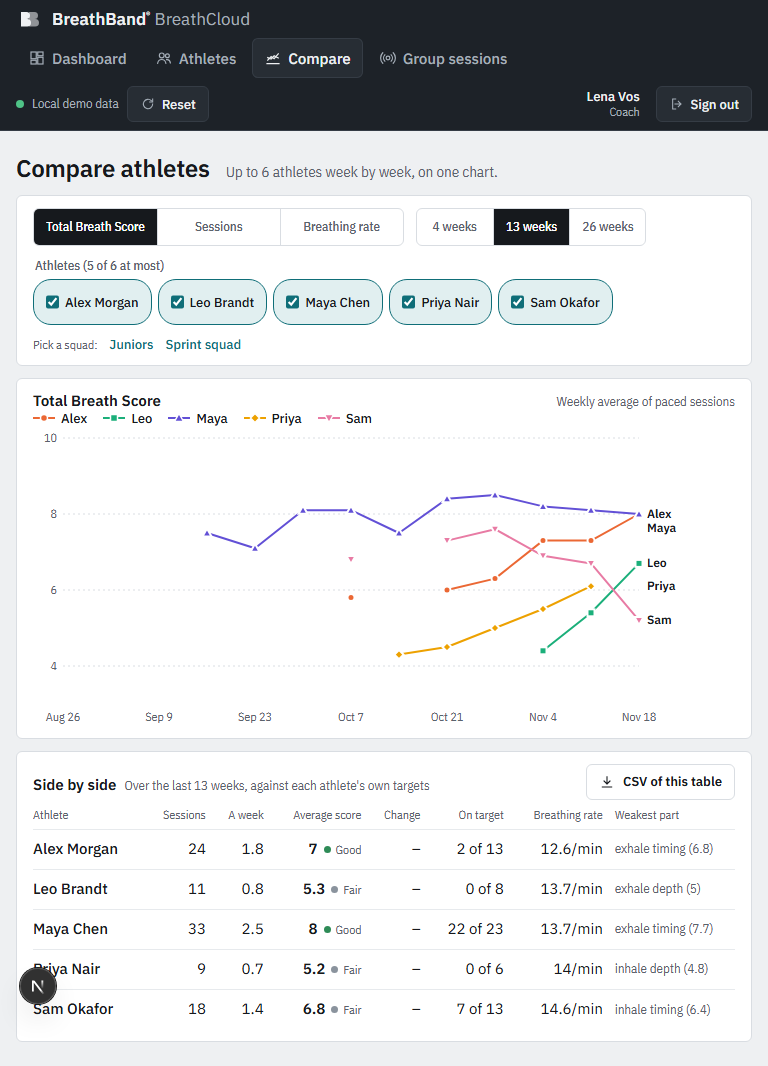 BreathBand® BreathCloud
Dashboard Athletes Compare Group sessions
Local demo data Reset Lena Vos Coach Sign out
Compare athletes Up to 6 athletes week by week, on one chart.
Total Breath Score Sessions Breathing rate 4 weeks 13 weeks 26 weeks
Athletes (5 of 6 at most)
Alex Morgan Leo Brandt Maya Chen Priya Nair Sam Okafor
Pick a squad: Juniors Sprint squad
Total Breath Score Weekly average of paced sessions
Alex Leo Maya Priya Sam
10
8
6
4
Alex
Maya
Leo
Priya
Sam
Aug 26 Sep 9 Sep 23 Oct 7 Oct 21 Nov 4 Nov 18
Side by side Over the last 13 weeks, against each athlete's own targets CSV of this table
Athlete Sessions A week Average score Change On target Breathing rate Weakest part
Alex Morgan 24 1.8 7 Good – 2 of 13 12.6/min exhale timing (6.8)
Leo Brandt 11 0.8 5.3 Fair – 0 of 8 13.7/min exhale depth (5)
Maya Chen 33 2.5 8 Good – 22 of 23 13.7/min exhale timing (7.7)
Priya Nair 9 0.7 5.2 Fair – 0 of 6 14/min inhale depth (4.8)
N
Sam Okafor 18 1.4 6.8 Fair – 7 of 13 14.6/min inhale timing (6.4)